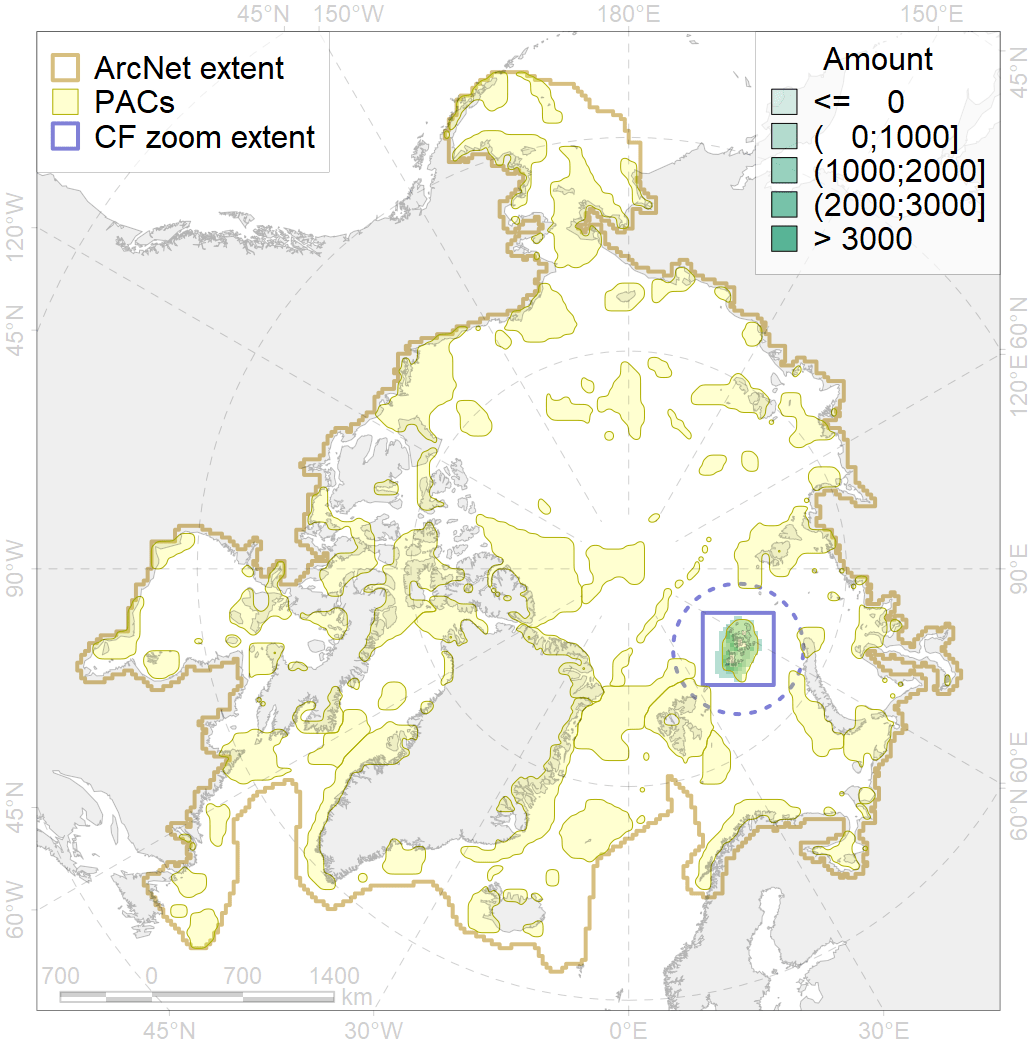 45°N 150°W 180°E 150°E
ArcNet extent
PACs
CF zoom extent
Amount
<= 0
( 0;1000]
(1000;2000]
(2000;3000]
> 3000
45°N
120°W
45°N
90°W
45°N
60°W
60°N
120°E
90°E
60°E
60°N
700 0 700 1400
km
45°N 30°W 0°E 30°E